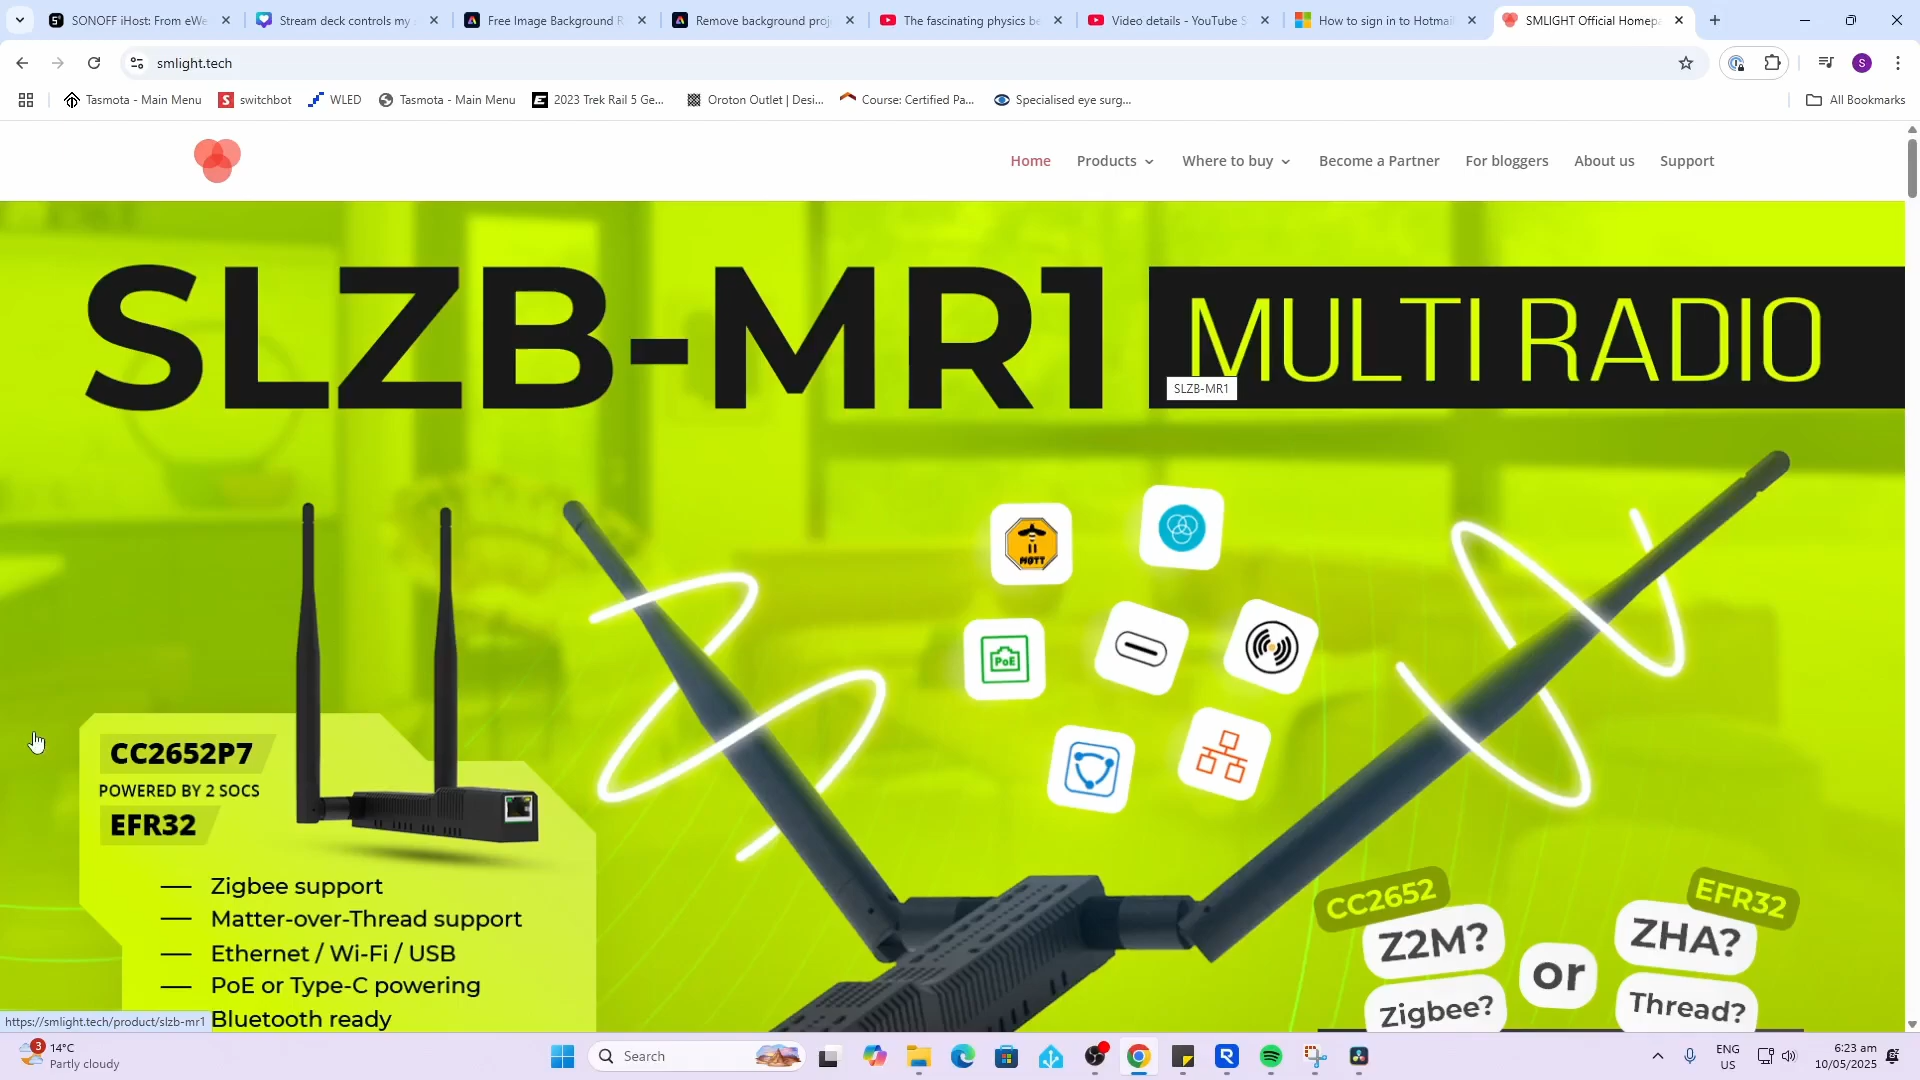 SONOFF iHost: From eWe
Stream deck controls my
Free Image Background R
Remove background proj
The fascinating physics be
Video details - YouTube S
How to sign in to Hotmai
SMLIGHT Official Homepa
smlight.tech
S
Tasmota - Main Menu
switchbot
WLED
Tasmota - Main Menu
2023 Trek Rail 5 Ge...
Oroton Outlet | Desi...
Course: Certified Pa...
Specialised eye surg...
All Bookmarks
Home
Products
Where to buy
Become a Partner
For bloggers
About us
Support
SLZB-MR1 MULTI RADIO
SLZB-MR1
MQTT
PoE
CC2652P7
POWERED BY 2 SOCS
EFR32
Zigbee support
Matter-over-Thread support
Ethernet / Wi-Fi / USB
PoE or Type-C powering
Bluetooth ready
CC2652
EFR32
Z2M?
or
ZHA?
Zigbee?
Thread?
https://smlight.tech/product/slzb-mr1
3
14°C
Partly cloudy
Search
ENG
US
6:23 am
10/05/2025